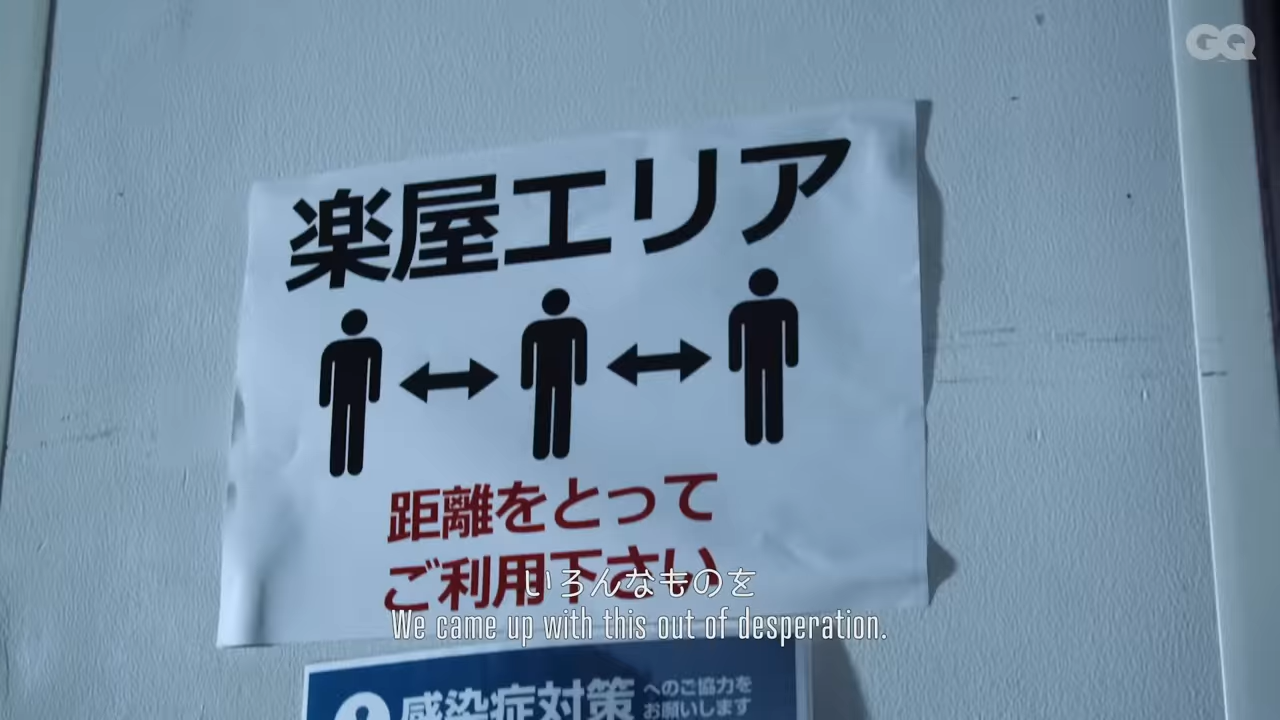 GQ
楽屋エリア
距離をとって
ご利用下さい
いろんなものを
We came up with this out of desperation.
感染症対策 へのご協力を
お願いします